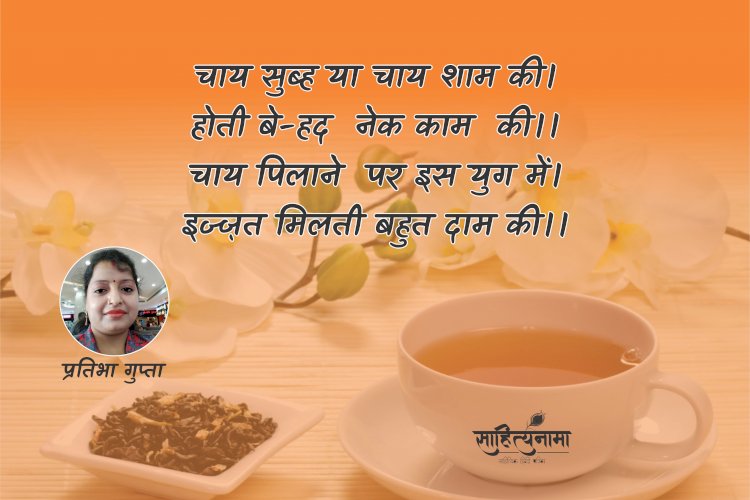 चाय सुब्ह या चाय शाम की।
होती बे-हद नेक काम की।।
चाय पिलाने पर इस युग में।
इज्ज़त मिलती बहुत दाम की।।
प्रतिभा गुप्ता
साहित्यनामा